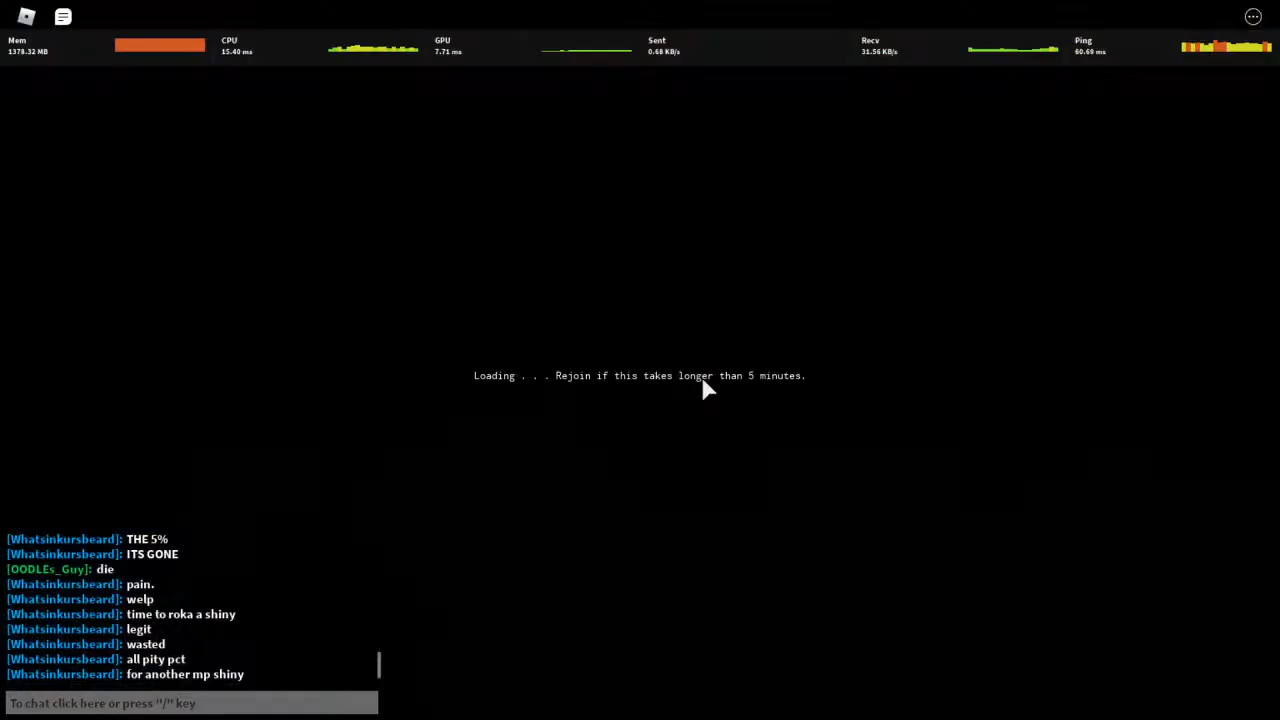 Mem
1378.32 MB
CPU
15.40 ms
GPU
7.71 ms
Sent
0.68 KB/s
Recv
31.56 KB/s
Ping
60.69 ms
Loading . . . Rejoin if this takes longer than 5 minutes.
[Whatsinkursbeard]: THE 5%
[Whatsinkursbeard]: ITS GONE
[OODLEs_Guy]: die
[Whatsinkursbeard]: pain.
[Whatsinkursbeard]: welp
[Whatsinkursbeard]: time to roka a shiny
[Whatsinkursbeard]: legit
[Whatsinkursbeard]: wasted
[Whatsinkursbeard]: all pity pct
[Whatsinkursbeard]: for another mp shiny
To chat click here or press "/" key